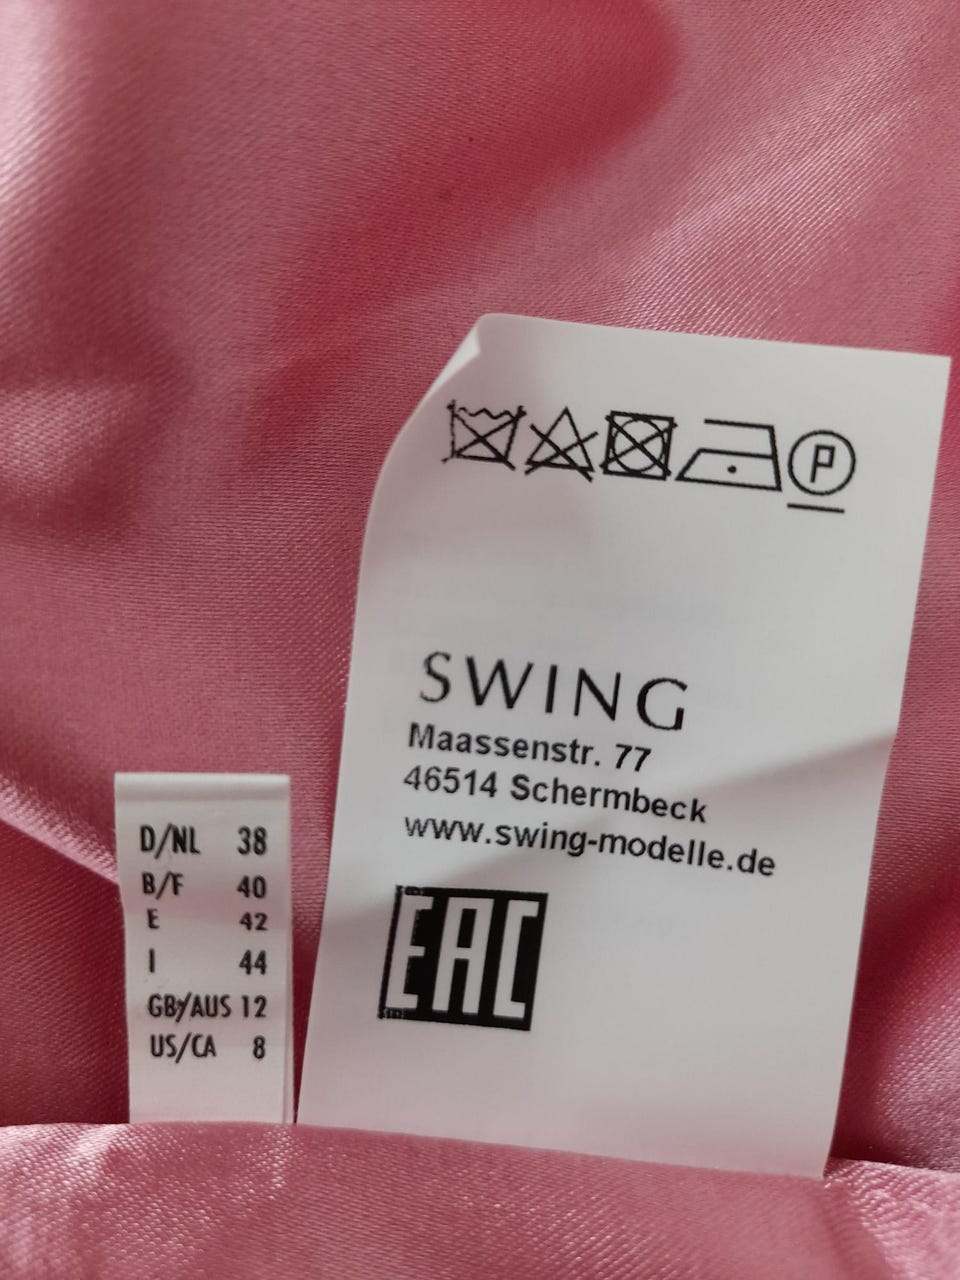 P
SWING
Maassenstr. 77
46514 Schermbeck
www.swing-modelle.de
EAC
D/NL 38
B/F 40
E 42
I 44
GB/AUS 12
US/CA 8